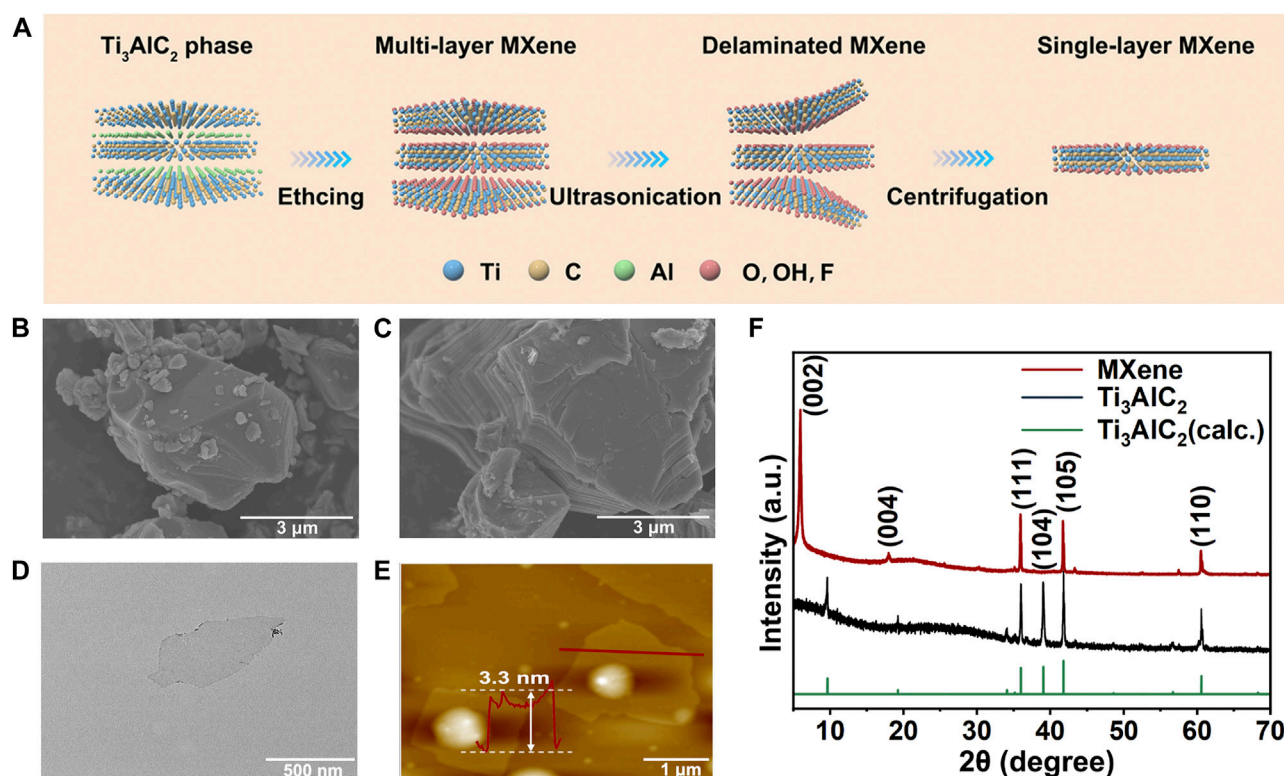 A
Ti₃AlC₂ phase
Multi-layer MXene
Delaminated MXene
Single-layer MXene
Ethcing
Ultrasonication
Centrifugation
Ti
C
Al
O, OH, F
B
3 µm
C
3 µm
D
500 nm
E
3.3 nm
1 µm
F
MXene
Ti₃AlC₂
Ti₃AlC₂(calc.)
(002)
(004)
(111)
(104)
(105)
(110)
Intensity (a.u.)
10 20 30 40 50 60 70
2θ (degree)